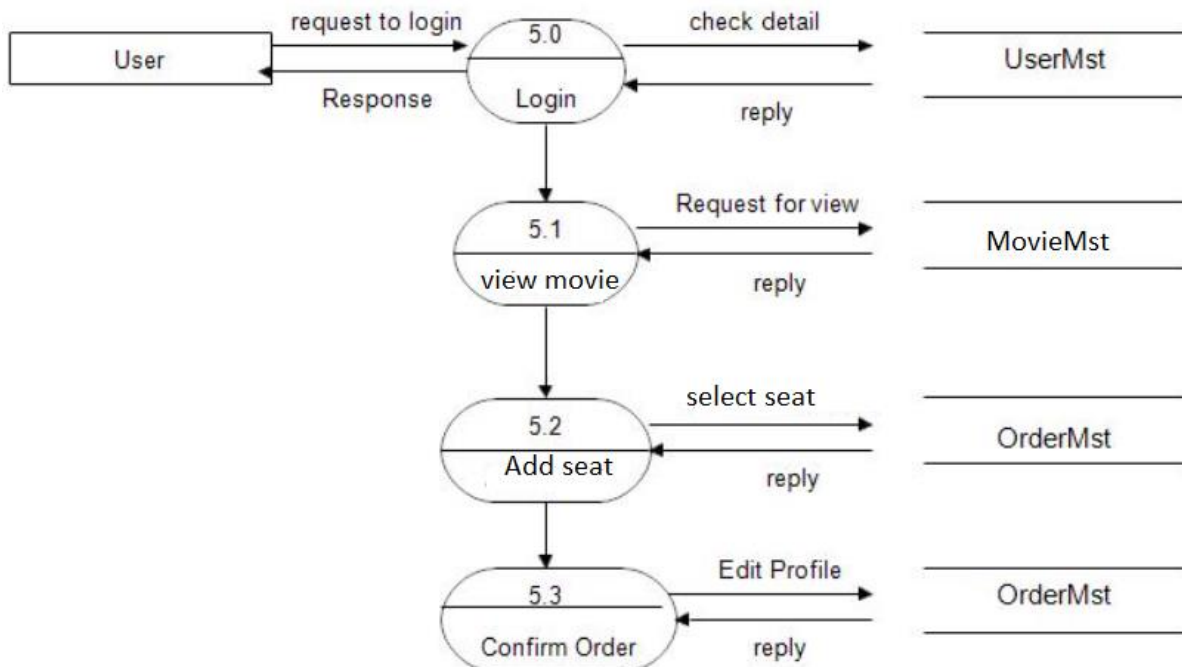 request to login
5.0
check detail
User
UserMst
Response
Login
reply
5.1
Request for view
MovieMst
view movie
reply
5.2
select seat
OrderMst
Add seat
reply
5.3
Edit Profile
OrderMst
Confirm Order
reply